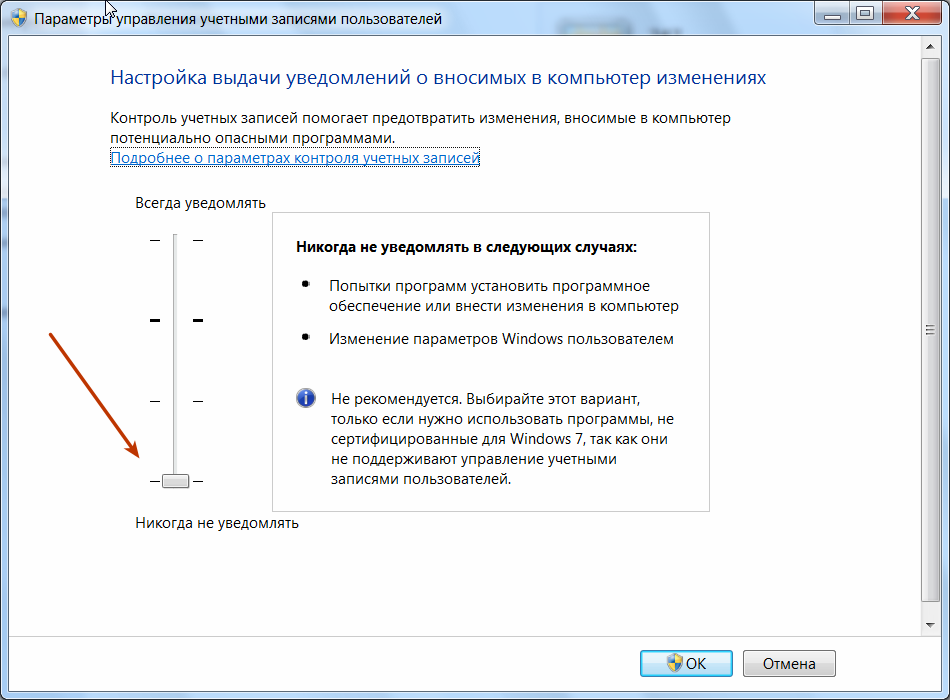 Параметры управления учетными записями пользователей
Настройка выдачи уведомлений о вносимых в компьютер изменениях
Контроль учетных записей помогает предотвратить изменения, вносимые в компьютер
потенциально опасными программами.
Подробнее о параметрах контроля учетных записей
Всегда уведомлять
Никогда не уведомлять в следующих случаях:
Попытки программ установить программное
обеспечение или внести изменения в компьютер
Изменение параметров Windows пользователем
Не рекомендуется. Выбирайте этот вариант,
только если нужно использовать программы, не
сертифицированные для Windows 7, так как они
не поддерживают управление учетными
записями пользователей.
Никогда не уведомлять
OK
Отмена